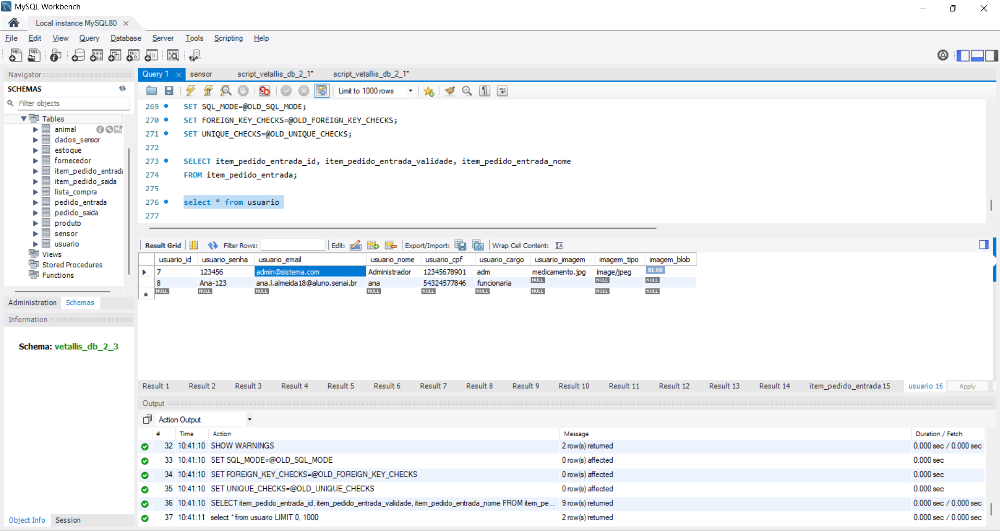 MySQL Workbench
Local instance MySQL80
File Edit View Query Database Server Tools Scripting Help
Navigator
SCHEMAS
Filter objects
Tables
animal
dados_sensor
estoque
fornecedor
item_pedido_entrada
item_pedido_saida
lista_compra
pedido_entrada
pedido_saida
produto
sensor
usuario
Views
Stored Procedures
Functions
Administration Schemas
Information
Schema: vetallis_db_2_3
Object Info Session
Query 1 sensor script_vetallis_db_2_1* script_vetallis_db_2_1*
Limit to 1000 rows
269 SET SQL_MODE=@OLD_SQL_MODE;
270 SET FOREIGN_KEY_CHECKS=@OLD_FOREIGN_KEY_CHECKS;
271 SET UNIQUE_CHECKS=@OLD_UNIQUE_CHECKS;
272
273 SELECT item_pedido_entrada_id, item_pedido_entrada_validade, item_pedido_entrada_nome
274 FROM item_pedido_entrada;
275
276 select * from usuario
277
Result Grid Filter Rows: Edit: Export/Import: Wrap Cell Content:
usuario_id usuario_senha usuario_email usuario_nome usuario_cpf usuario_cargo usuario_imagem imagem_tipo imagem_blob
7 123456 admin@sistema.com Administrador 12345678901 adm medicamento.jpg image/jpeg BLOB
8 Ana-123 ana.l.almeida18@aluno.senai.br ana 54324577846 funcionaria NULL NULL NULL
NULL NULL NULL NULL NULL NULL NULL NULL NULL
Result 1 Result 2 Result 3 Result 4 Result 5 Result 6 Result 7 Result 8 Result 9 Result 10 Result 11 Result 12 Result 13 Result 14 item_pedido_entrada 15 usuario 16 Apply
Output
Action Output
# Time Action Message Duration / Fetch
32 10:41:10 SHOW WARNINGS 2 row(s) returned 0.000 sec / 0.000 sec
33 10:41:10 SET SQL_MODE=@OLD_SQL_MODE 0 row(s) affected 0.000 sec
34 10:41:10 SET FOREIGN_KEY_CHECKS=@OLD_FOREIGN_KEY_CHECKS 0 row(s) affected 0.000 sec
35 10:41:10 SET UNIQUE_CHECKS=@OLD_UNIQUE_CHECKS 0 row(s) affected 0.000 sec
36 10:41:10 SELECT item_pedido_entrada_id, item_pedido_entrada_validade, item_pedido_entrada_nome FROM item_pe... 9 row(s) returned 0.000 sec / 0.000 sec
37 10:41:11 select * from usuario LIMIT 0, 1000 2 row(s) returned 0.000 sec / 0.000 sec